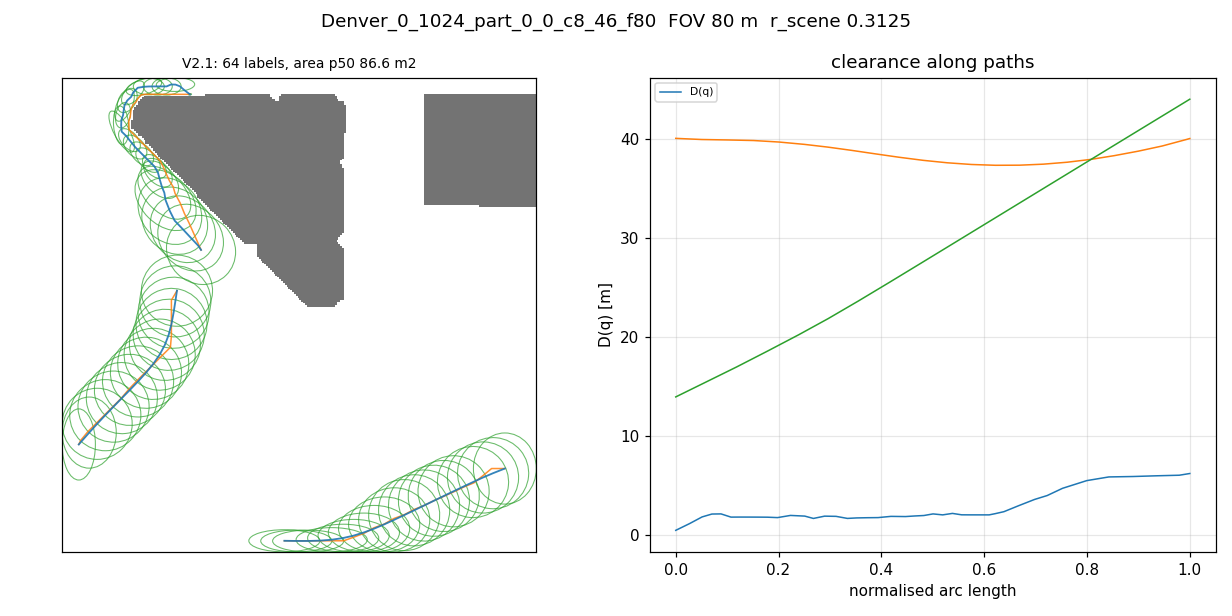 Denver_0_1024_part_0_0_c8_46_f80 FOV 80 m r_scene 0.3125
V2.1: 64 labels, area p50 86.6 m2
clearance along paths
D(q)
D(q) [m]
40
30
20
10
0
0.0 0.2 0.4 0.6 0.8 1.0
normalised arc length